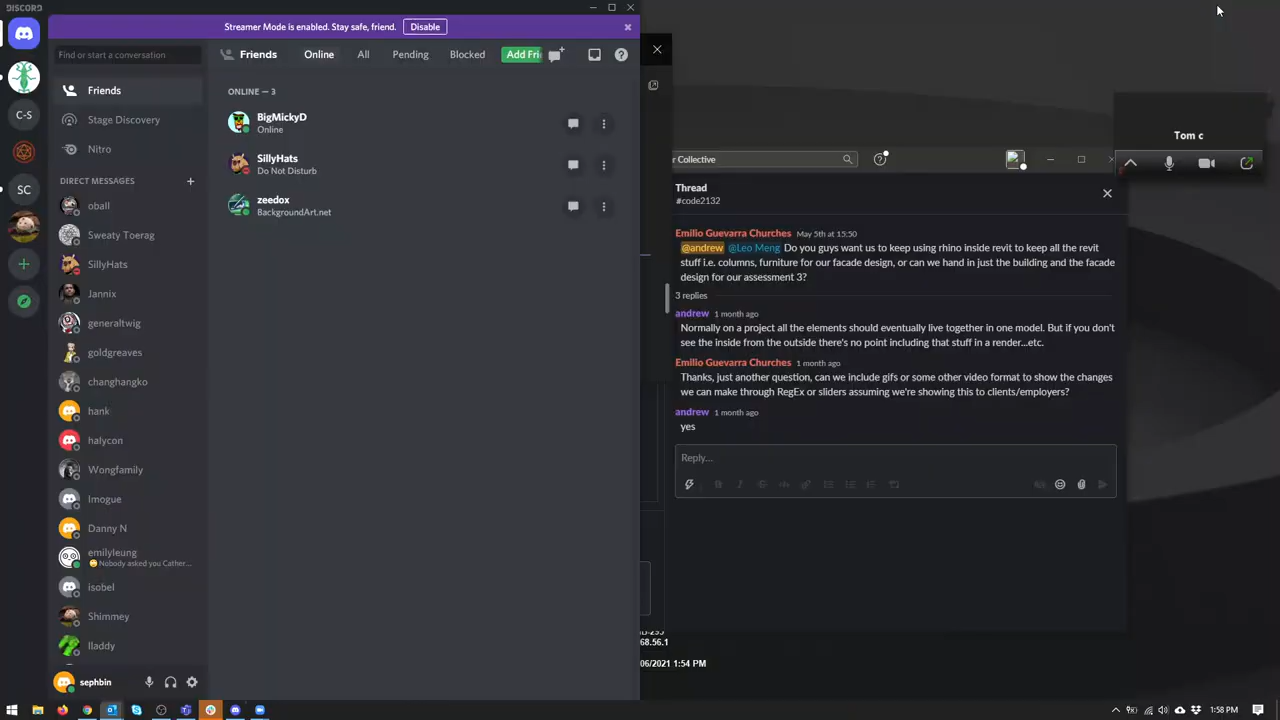 DISCORD
Streamer Mode is enabled. Stay safe, friend.
Disable
Find or start a conversation
Friends
Online
All
Pending
Blocked
Add Fri
Friends
Stage Discovery
Nitro
DIRECT MESSAGES
oball
Sweaty Toerag
SillyHats
Jannix
generaltwig
goldgreaves
changhangko
hank
halycon
Wongfamily
Imogue
Danny N
emilyleung
Nobody asked you Cather...
isobel
Shimmey
lladdy
sephbin
C-S
SC
ONLINE — 3
BigMickyD
Online
SillyHats
Do Not Disturb
zeedox
BackgroundArt.net
r Collective
Thread
#code2132
Emilio Guevarra Churches May 5th at 15:50
@andrew @Leo Meng Do you guys want us to keep using rhino inside revit to keep all the revit
stuff i.e. columns, furniture for our facade design, or can we hand in just the building and the facade
design for our assessment 3?
3 replies
andrew 1 month ago
Normally on a project all the elements should eventually live together in one model. But if you don't
see the inside from the outside there's no point including that stuff in a render...etc.
Emilio Guevarra Churches 1 month ago
Thanks, just another question, can we include gifs or some other video format to show the changes
we can make through RegEx or sliders assuming we're showing this to clients/employers?
andrew 1 month ago
yes
Reply...
Tom c
68.56.1
06/2021 1:54 PM
1:58 PM